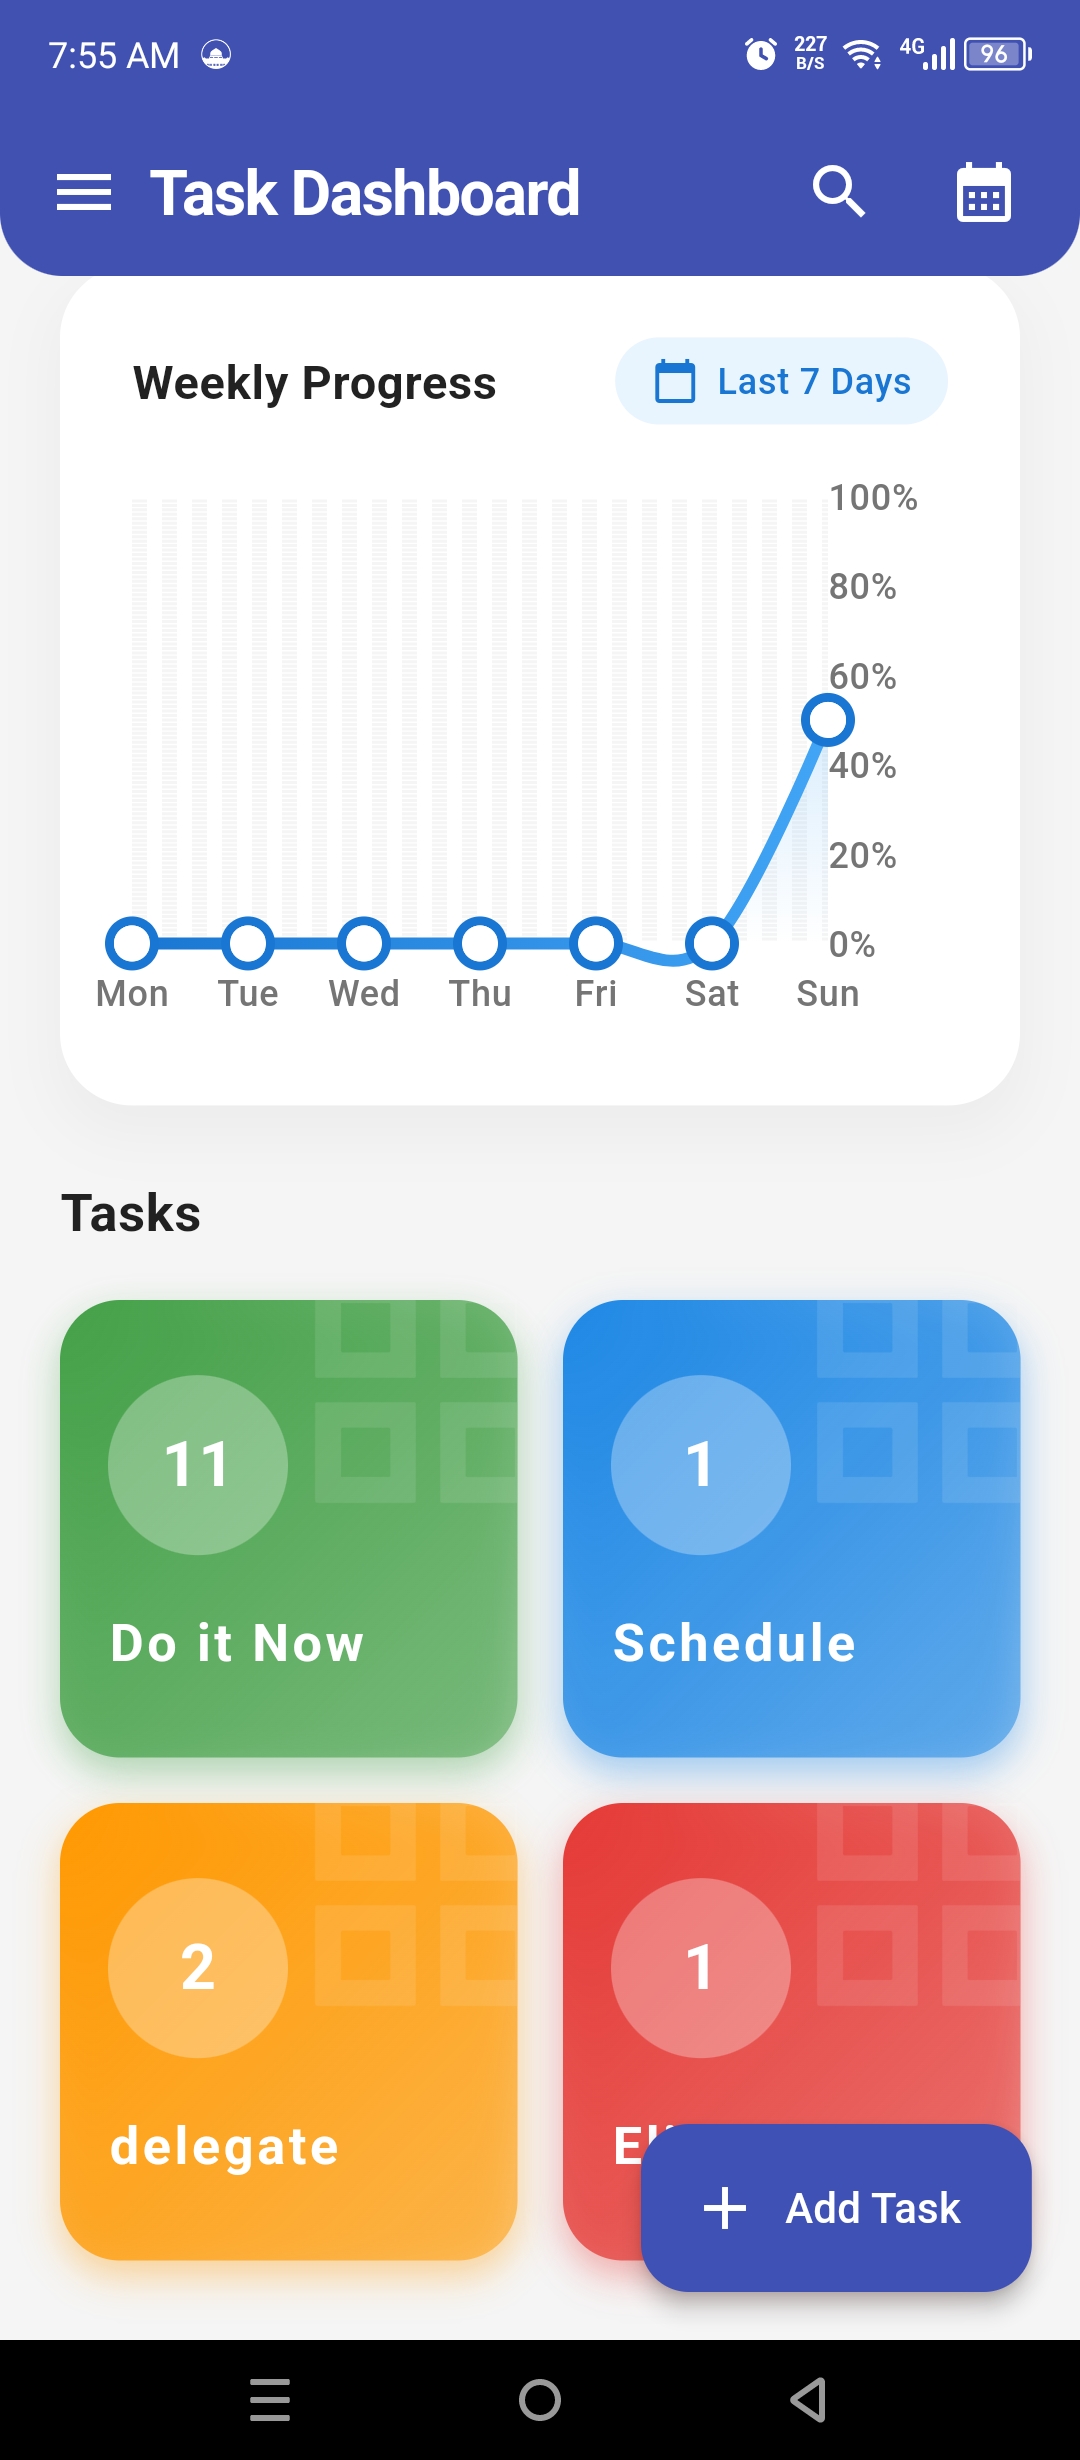 7:55 AM
227 B/S
4G
96
Task Dashboard
Weekly Progress
Last 7 Days
100%
80%
60%
40%
20%
0%
Mon Tue Wed Thu Fri Sat Sun
Tasks
11
Do it Now
1
Schedule
2
delegate
1
Add Task